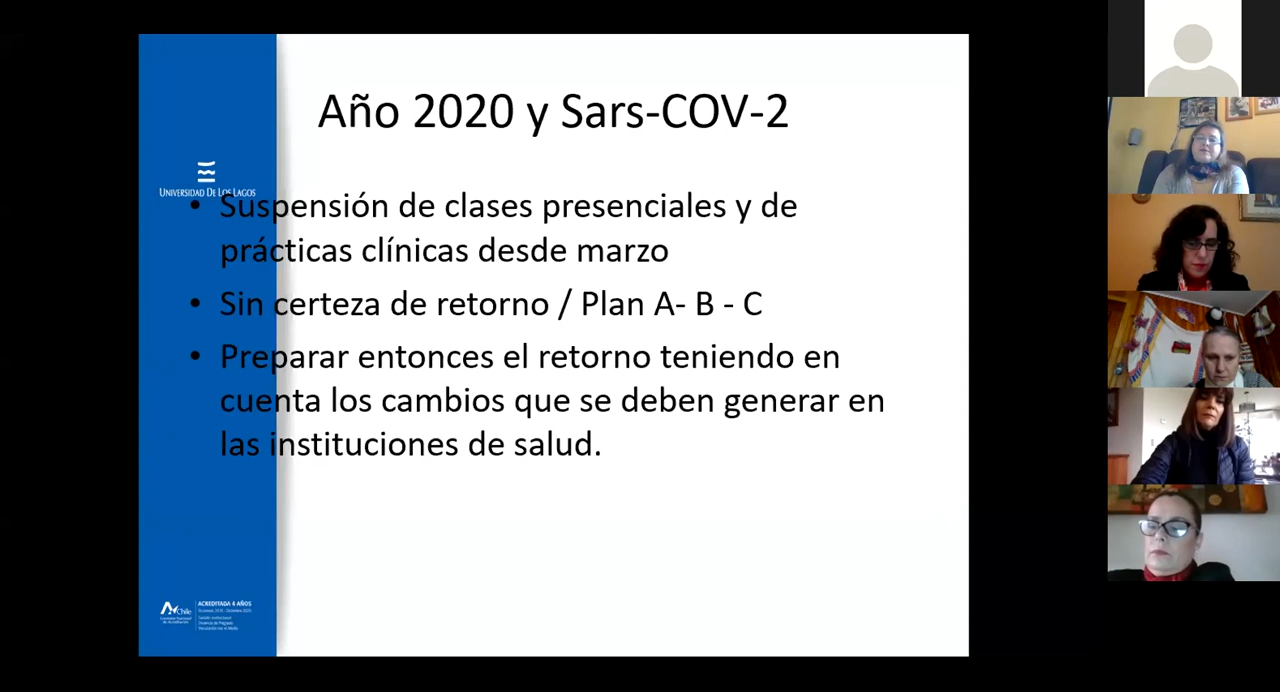 Año 2020 y Sars-COV-2
UNIVERSIDAD DE LOS LAGOS
• Suspensión de clases presenciales y de
prácticas clínicas desde marzo
• Sin certeza de retorno / Plan A- B - C
• Preparar entonces el retorno teniendo en
cuenta los cambios que se deben generar en
las instituciones de salud.
Chile
ACREDITADA 4 AÑOS